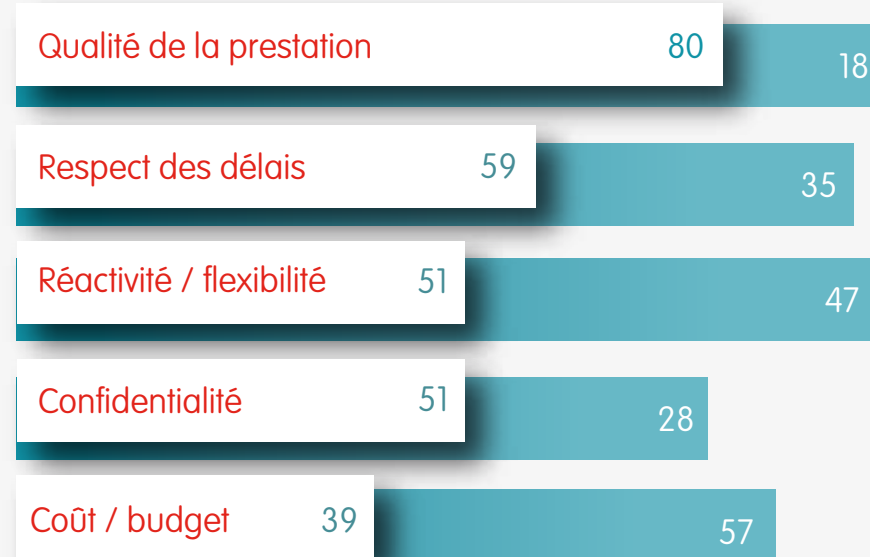 Qualité de la prestation 80 18
Respect des délais 59 35
Réactivité / flexibilité 51 47
Confidentialité 51 28
Coût / budget 39 57